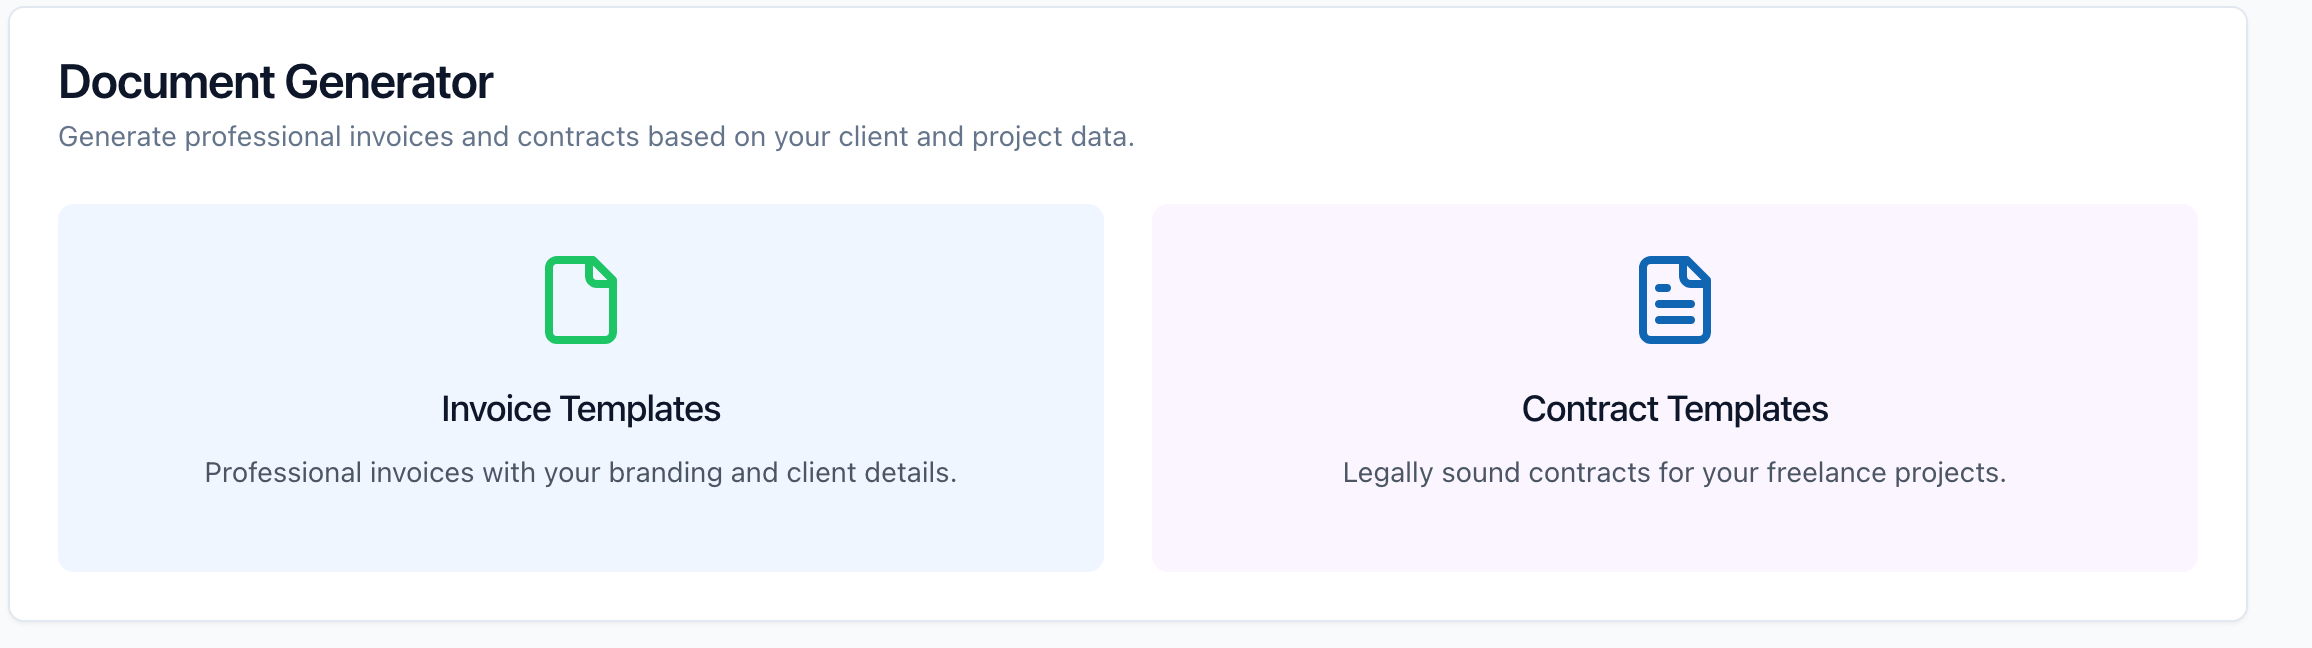 Document Generator
Generate professional invoices and contracts based on your client and project data.
Invoice Templates
Professional invoices with your branding and client details.
Contract Templates
Legally sound contracts for your freelance projects.